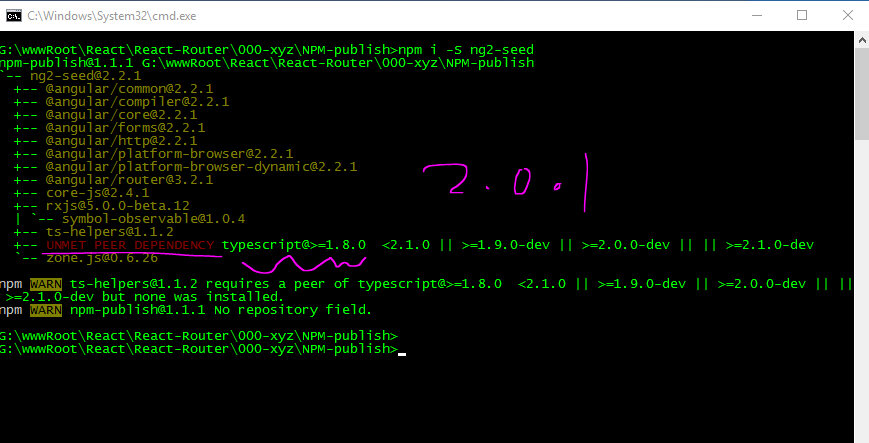 C:\Windows\System32\cmd.exe
G:\wwwRoot\React\React-Router\000-xyz\NPM-publish>npm i -S ng2-seed
npm-publish@1.1.1 G:\wwwRoot\React\React-Router\000-xyz\NPM-publish
`-- ng2-seed@2.2.1
+-- @angular/common@2.2.1
+-- @angular/compiler@2.2.1
+-- @angular/core@2.2.1
+-- @angular/forms@2.2.1
+-- @angular/http@2.2.1
+-- @angular/platform-browser@2.2.1
+-- @angular/platform-browser-dynamic@2.2.1
+-- @angular/router@3.2.1
+-- core-js@2.4.1
+-- rxjs@5.0.0-beta.12
| `-- symbol-observable@1.0.4
+-- ts-helpers@1.1.2
+-- UNMET PEER DEPENDENCY typescript@>=1.8.0  <2.1.0 || >=1.9.0-dev || >=2.0.0-dev || || >=2.1.0-dev
`-- zone.js@0.6.26
2.0.1
npm WARN ts-helpers@1.1.2 requires a peer of typescript@>=1.8.0  <2.1.0 || >=1.9.0-dev || >=2.0.0-dev || ||
>=2.1.0-dev but none was installed.
npm WARN npm-publish@1.1.1 No repository field.
G:\wwwRoot\React\React-Router\000-xyz\NPM-publish>
G:\wwwRoot\React\React-Router\000-xyz\NPM-publish>